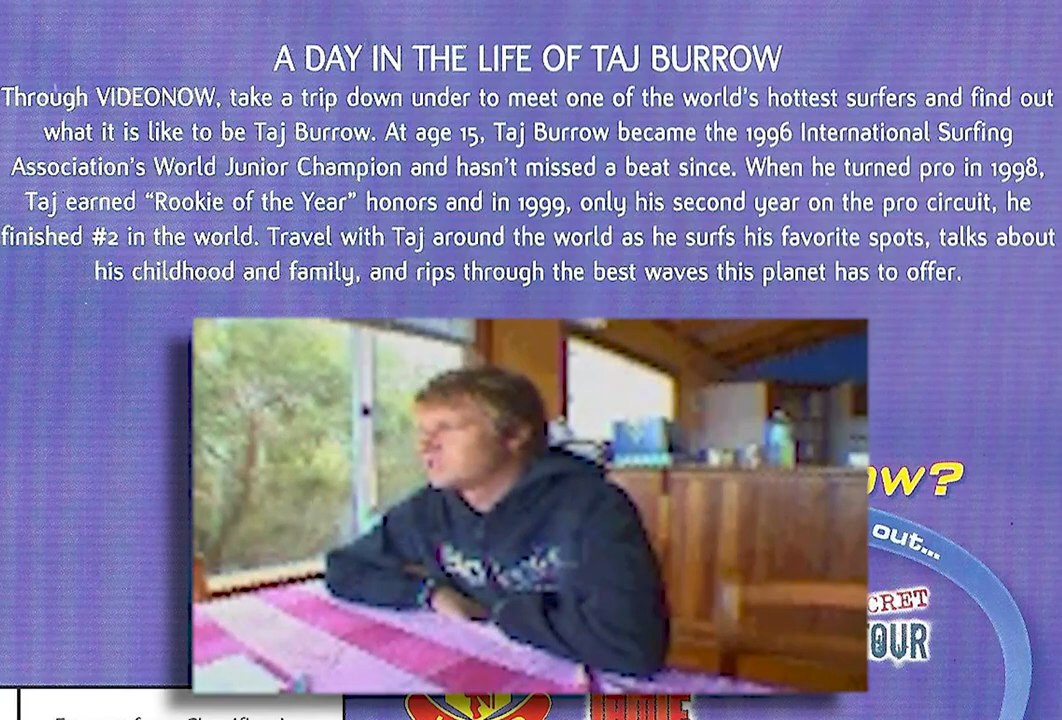 A DAY IN THE LIFE OF TAJ BURROW
Through VIDEONOW, take a trip down under to meet one of the world's hottest surfers and find out
what it is like to be Taj Burrow. At age 15, Taj Burrow became the 1996 International Surfing
Association's World Junior Champion and hasn't missed a beat since. When he turned pro in 1998,
Taj earned “Rookie of the Year” honors and in 1999, only his second year on the pro circuit, he
finished #2 in the world. Travel with Taj around the world as he surfs his favorite spots, talks about
his childhood and family, and rips through the best waves this planet has to offer.
OW?
out...
CRET
OUR